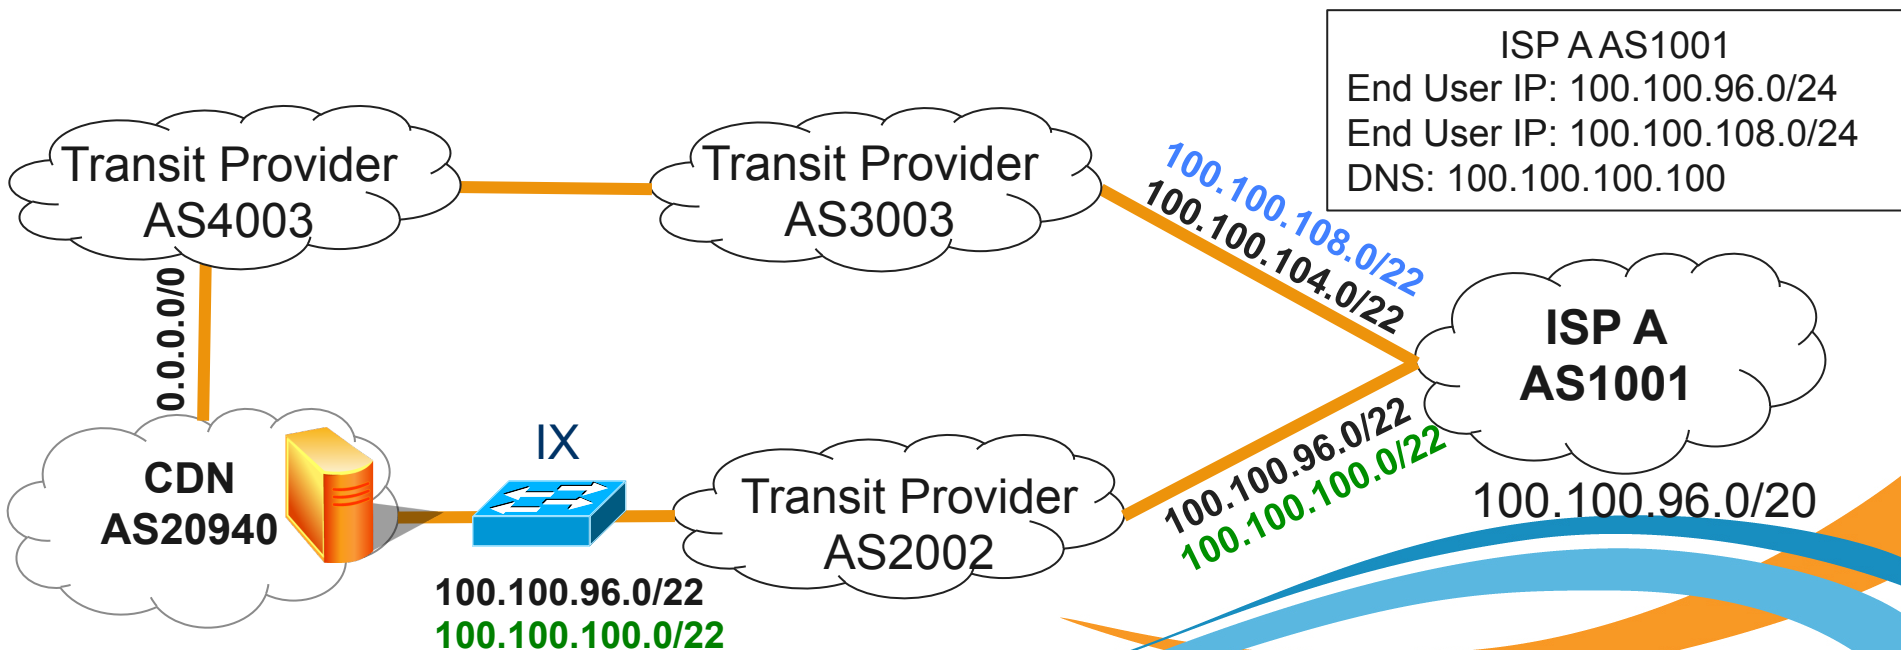 ISP A AS1001
End User IP: 100.100.96.0/24
End User IP: 100.100.108.0/24
DNS: 100.100.100.100
Transit Provider
AS4003
Transit Provider
AS3003
100.100.108.0/22
100.100.104.0/22
0.0.0.0/0
ISP A
AS1001
100.100.96.0/20
CDN
AS20940
IX
100.100.96.0/22
100.100.100.0/22
Transit Provider
AS2002
100.100.96.0/22
100.100.100.0/22